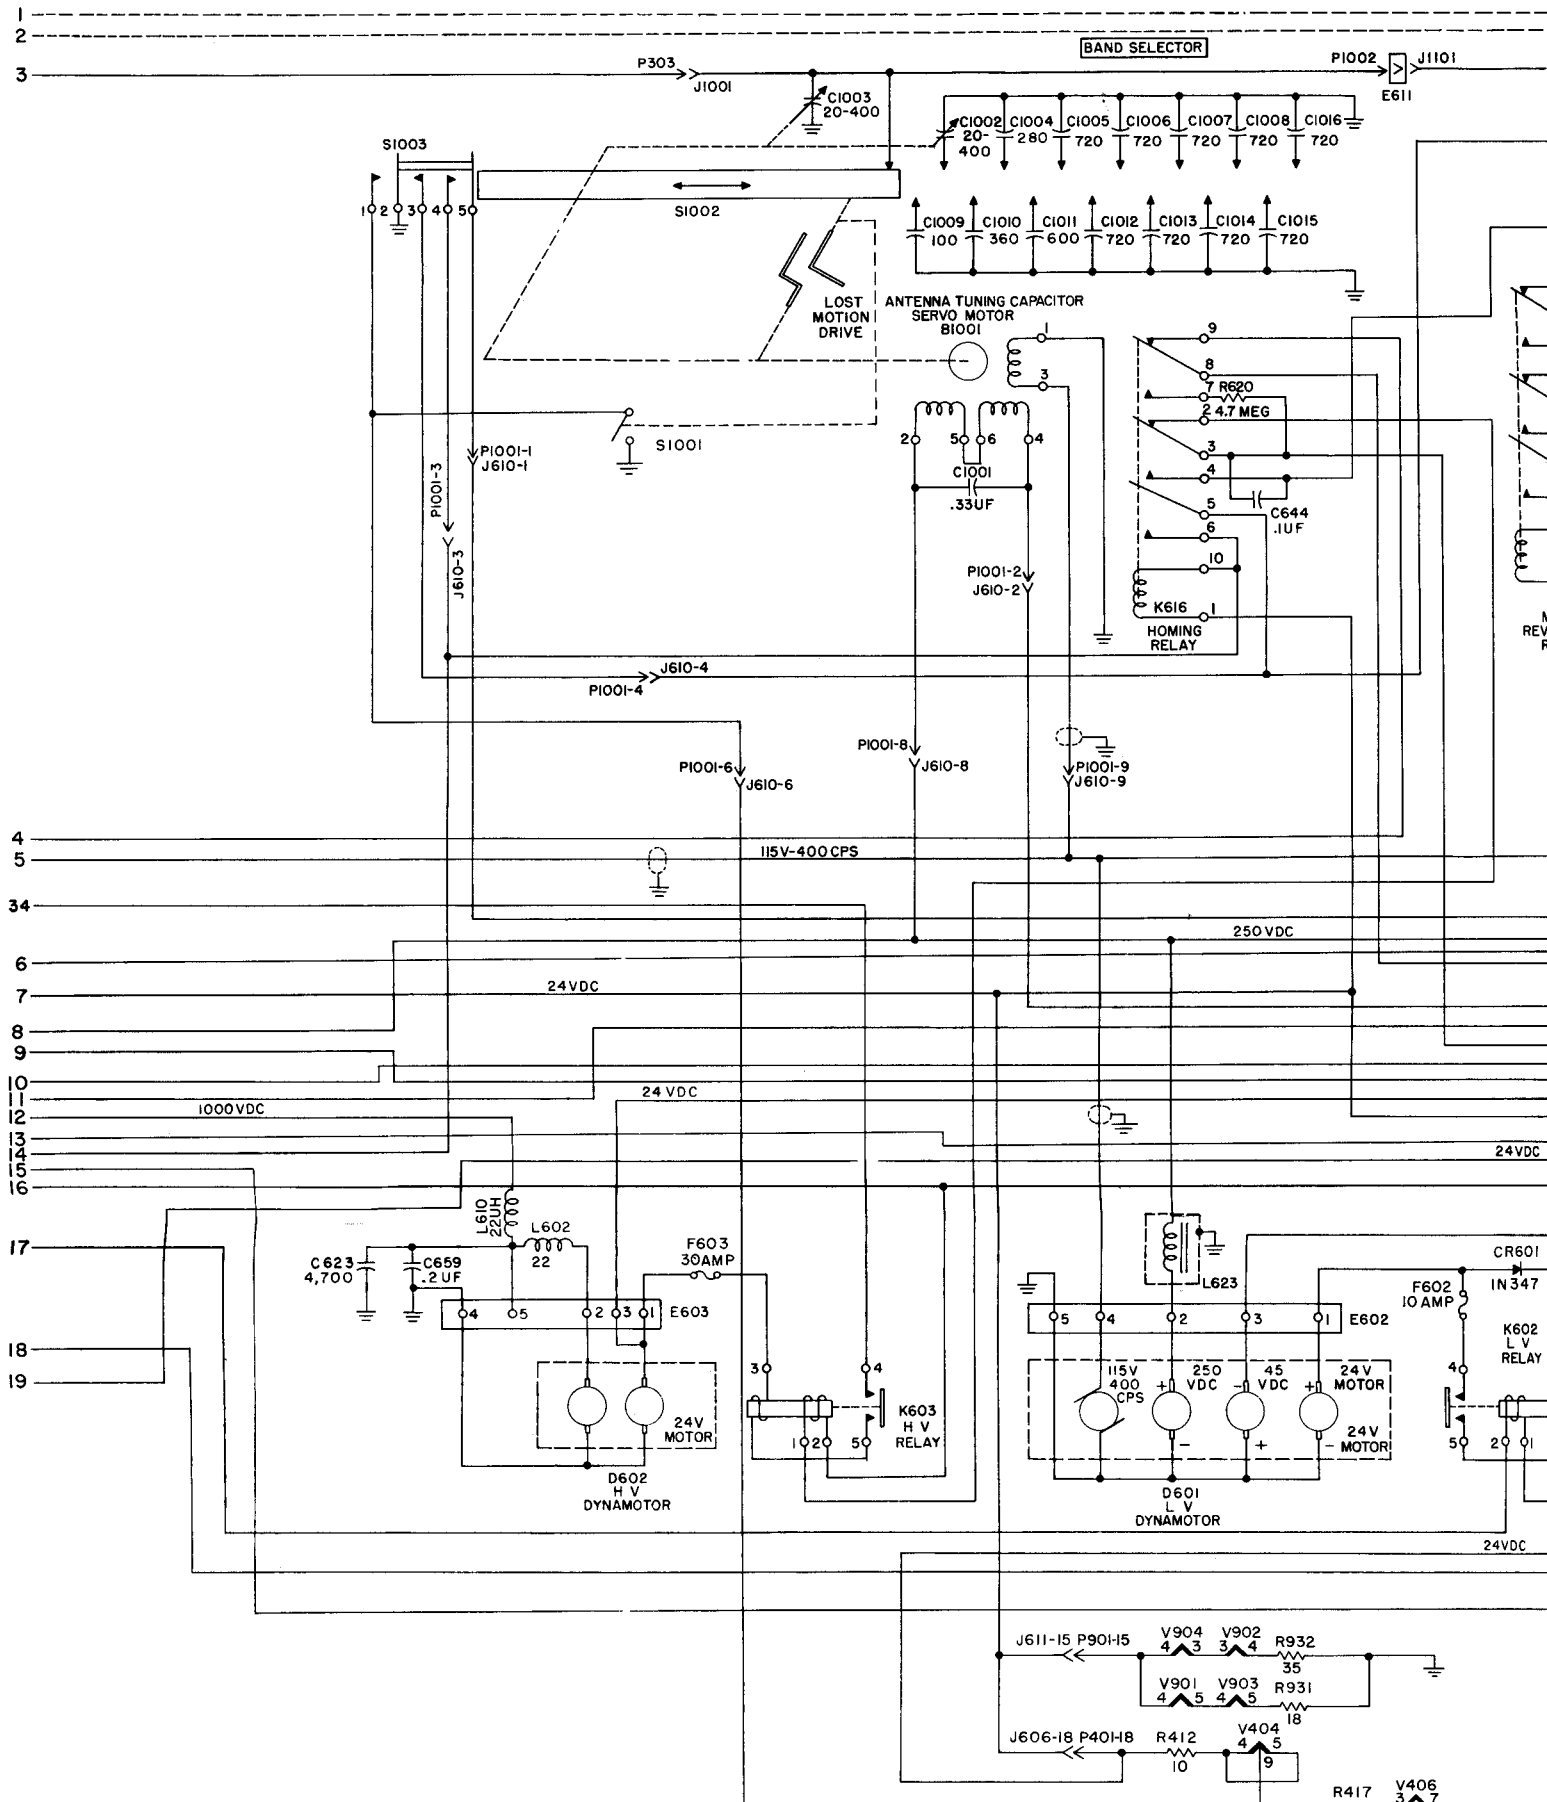 1
2
3
P303
J1001
BAND SELECTOR
P1002
J1101
E611
C1003
20-400
C1002
20-
400
C1004
280
C1005
720
C1006
720
C1007
720
C1008
720
C1016
720
S1003
1 2 3 4 5
S1002
C1009
100
C1010
360
C1011
600
C1012
720
C1013
720
C1014
720
C1015
720
LOST
MOTION
DRIVE
ANTENNA TUNING CAPACITOR
SERVO MOTOR
B1001
1
3
2 5 6 4
C1001
.33UF
S1001
P1001-1
J610-1
P1001-3
J610-3
9
8
7 R620
2 4.7 MEG
3
4
5
C644
.1UF
6
10
K616
1
HOMING
RELAY
P1001-2
J610-2
J610-4
P1001-4
P1001-6
J610-6
P1001-8
J610-8
P1001-9
J610-9
4
5
115V-400CPS
34
250VDC
6
7
24VDC
8
9
10
11
24VDC
12
1000VDC
13
14
15
24VDC
16
17
L610
22UH
L602
22
C623
4,700
C659
.2UF
F603
30AMP
4 5 2 3 1
E603
24V
MOTOR
D602
H V
DYNAMOTOR
3
4
1 2 5
K603
H V
RELAY
L623
5 4 2 3 1
E602
115V
400
CPS
+ 250
VDC
−
− 45
VDC
+
+ 24V
MOTOR
24V
− MOTOR
D601
L V
DYNAMOTOR
CR601
1N347
F602
10AMP
K602
L V
RELAY
4
5 2 1
18
19
24VDC
J611-15 P901-15
V904
4 3
V902
3 4
R932
35
V901
4 5
V903
4 5
R931
18
J606-18 P401-18
R412
10
V404
4 5
9
R417
V406
3 7